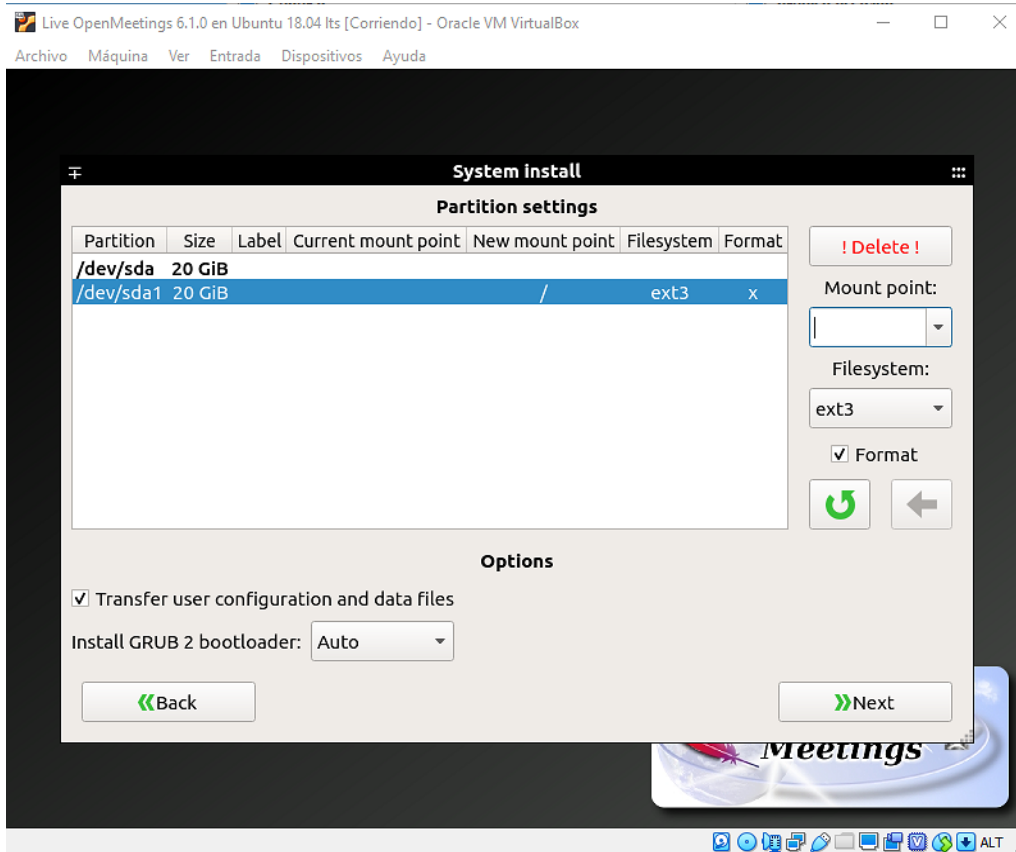 Live OpenMeetings 6.1.0 en Ubuntu 18.04 lts [Corriendo] - Oracle VM VirtualBox
Archivo Máquina Ver Entrada Dispositivos Ayuda
System install
Partition settings
Partition Size Label Current mount point New mount point Filesystem Format
/dev/sda 20 GiB
/dev/sda1 20 GiB / ext3 x
! Delete !
Mount point:
Filesystem:
ext3
Format
Options
Transfer user configuration and data files
Install GRUB 2 bootloader: Auto
Back
Next
Meetings
ALT